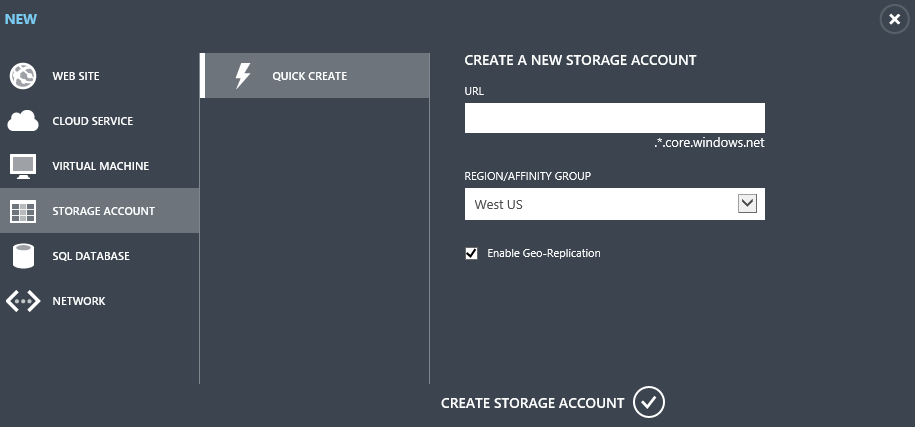 NEW
WEB SITE
CLOUD SERVICE
VIRTUAL MACHINE
STORAGE ACCOUNT
SQL DATABASE
NETWORK
QUICK CREATE
CREATE A NEW STORAGE ACCOUNT
URL
.*.core.windows.net
REGION/AFFINITY GROUP
West US
Enable Geo-Replication
CREATE STORAGE ACCOUNT